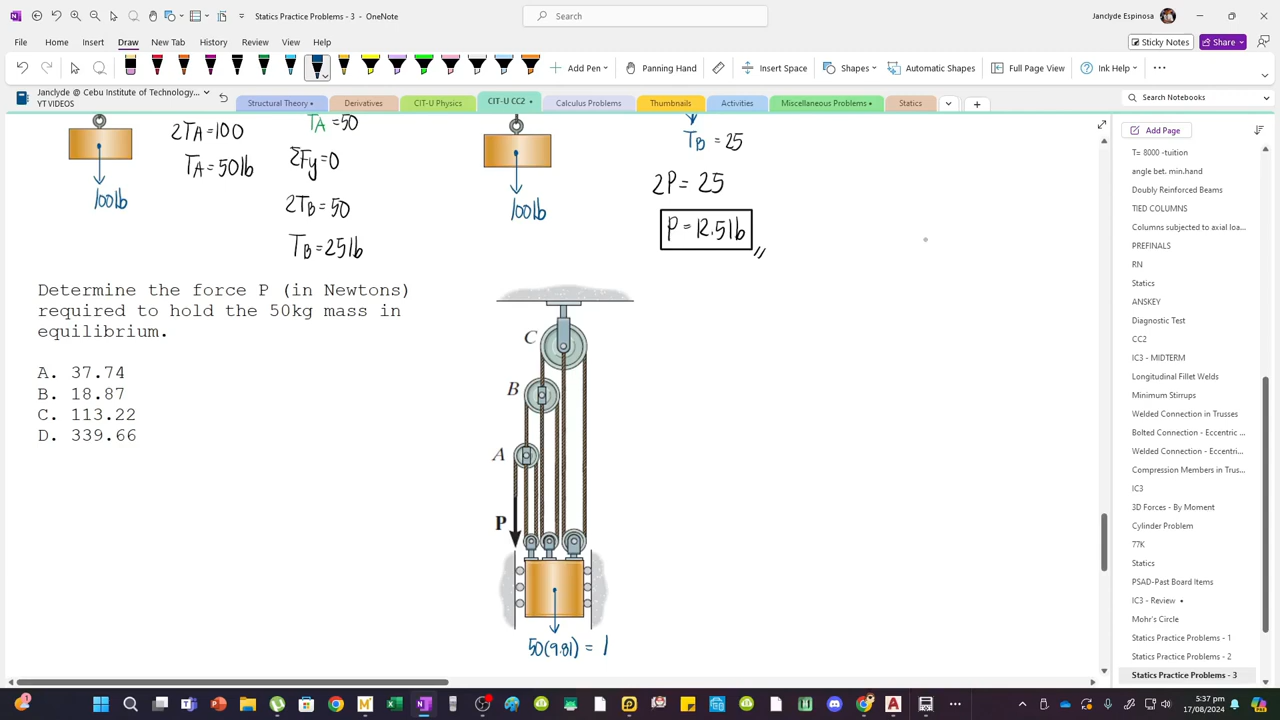 Statics Practice Problems - 3 - OneNote
Search
Janclyde Espinosa
File Home Insert Draw New Tab History Review View Help
Sticky Notes Share
Add Pen Panning Hand Insert Space Shapes Automatic Shapes Full Page View Ink Help
Janclyde @ Cebu Institute of Technology...
YT VIDEOS
Structural Theory Derivatives CIT-U Physics CIT-U CC2 Calculus Problems Thumbnails Activities Miscellaneous Problems Statics
Search Notebooks
Add Page
T= 8000 -tuition
angle bet. min.hand
Doubly Reinforced Beams
TIED COLUMNS
Columns subjected to axial loa...
PREFINALS
RN
Statics
ANSKEY
Diagnostic Test
CC2
IC3 - MIDTERM
Longitudinal Fillet Welds
Minimum Stirrups
Welded Connection in Trusses
Bolted Connection - Eccentric ...
Welded Connection - Eccentri...
Compression Members in Trus...
IC3
3D Forces - By Moment
Cylinder Problem
77K
Statics
PSAD-Past Board Items
IC3 - Review
Mohr's Circle
Statics Practice Problems - 1
Statics Practice Problems - 2
Statics Practice Problems - 3
100lb
2TA=100
TA=50lb
TA=50
ΣFy=0
2TB=50
TB=25lb
100lb
TB=25
2P=25
P=12.5lb
Determine the force P (in Newtons)
required to hold the 50kg mass in
equilibrium.
A. 37.74
B. 18.87
C. 113.22
D. 339.66
C
B
A
P
50(9.81) = 1
5:37 pm
17/08/2024